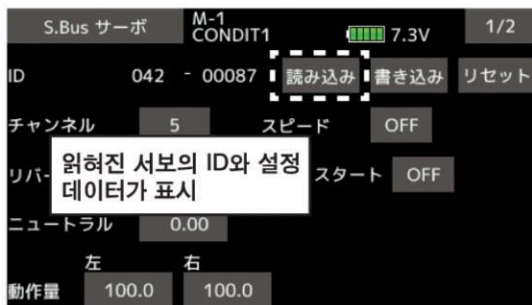 S.Bus サーボ M-1 CONDIT1 7.3V 1/2
ID 042 - 00087 読み込み 書き込み リセット
チャンネル 5 スピード OFF
읽혀진 서보의 ID와 설정
데이터가 표시
リバー スタート OFF
ニュートラル 0.00
左 右
動作量 100.0 100.0